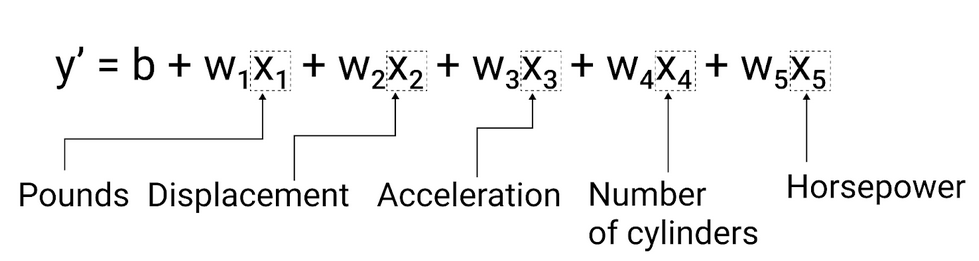 y’ = b + w₁x₁ + w₂x₂ + w₃x₃ + w₄x₄ + w₅x₅
Pounds Displacement Acceleration Number Horsepower
of cylinders